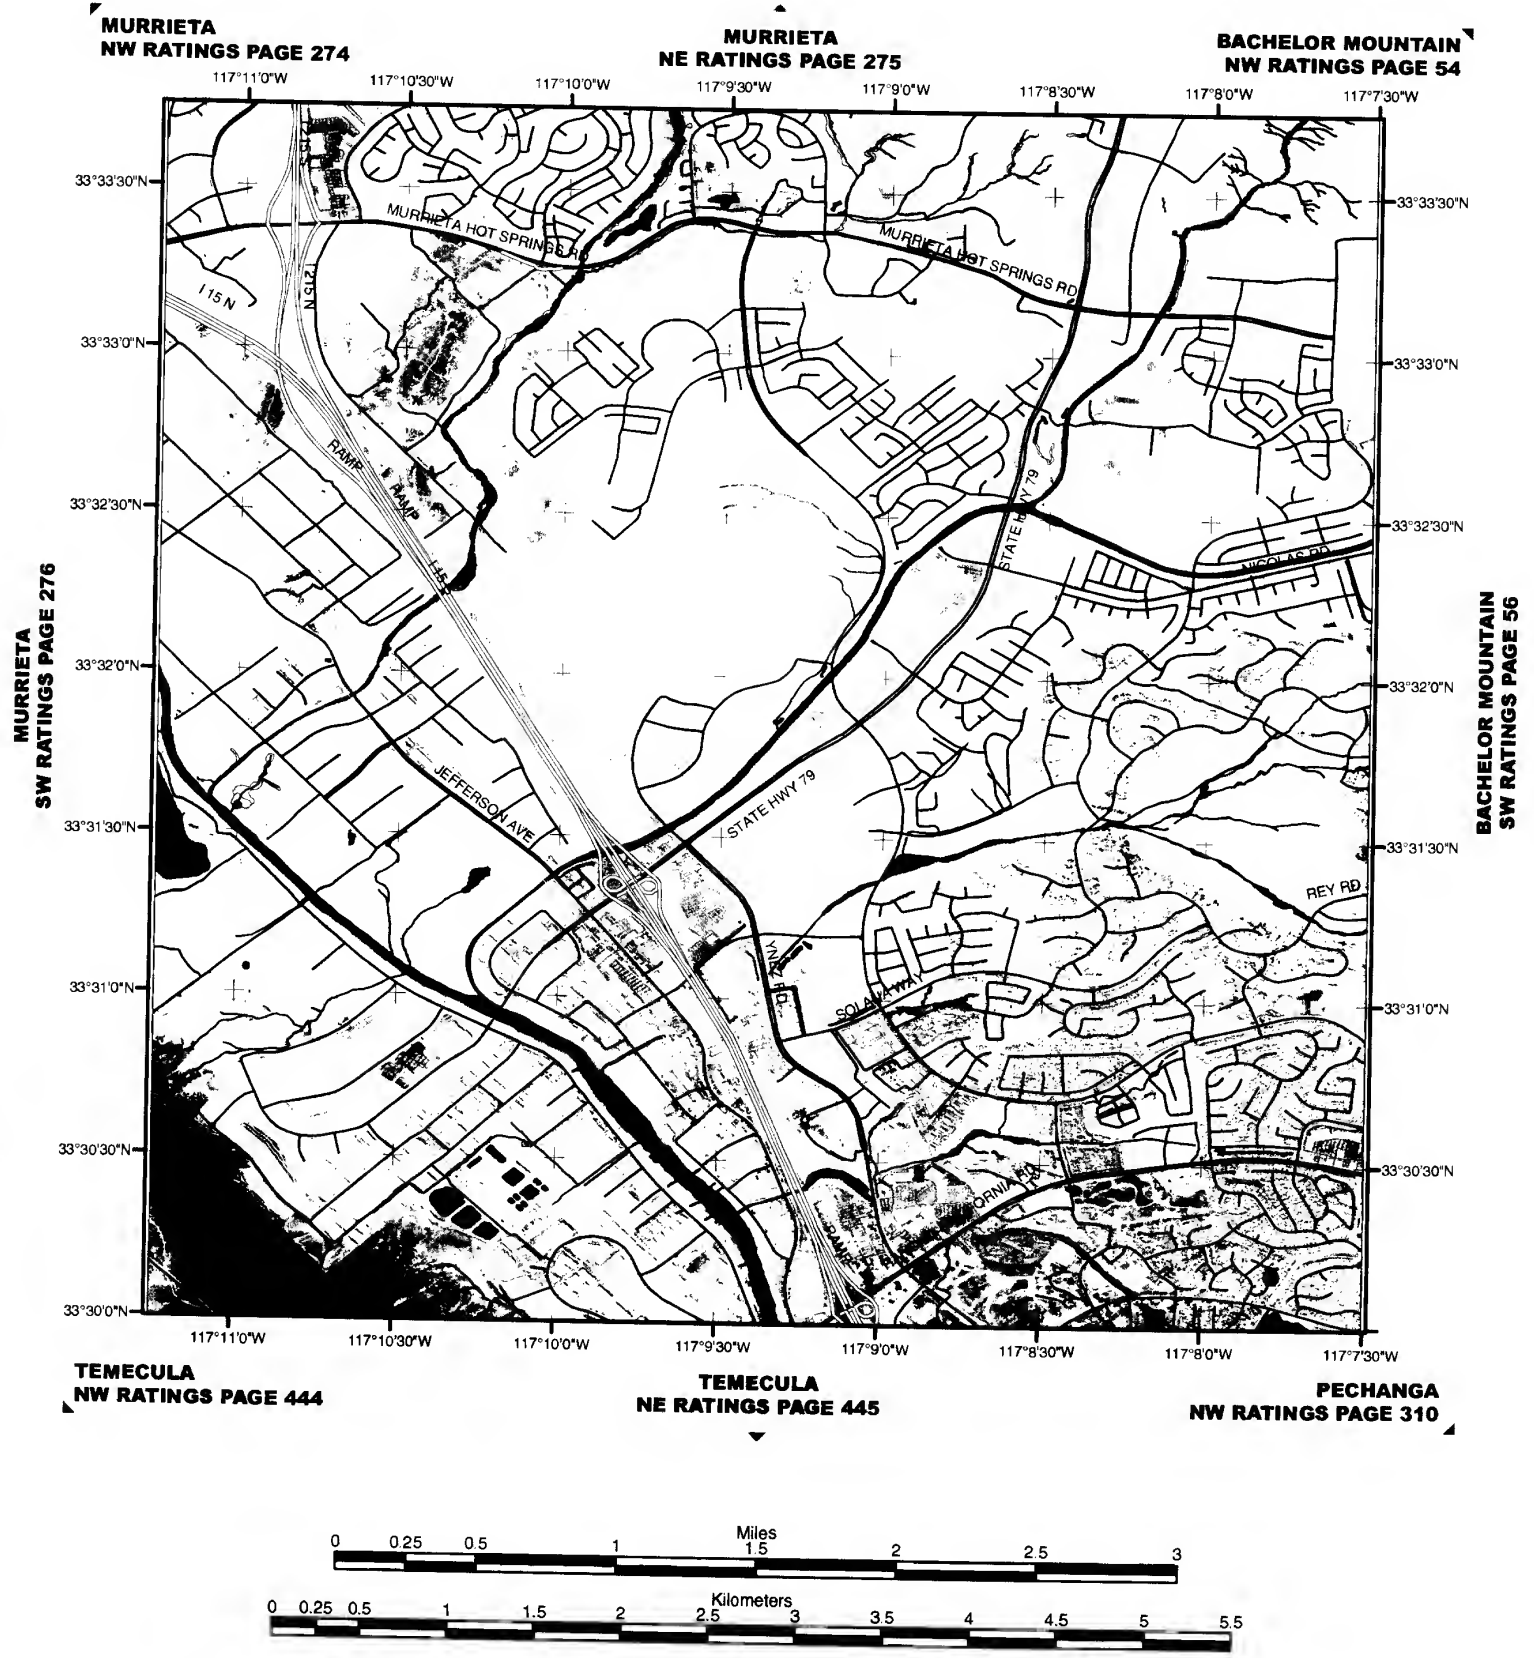 MURRIETA
NW RATINGS PAGE 274
MURRIETA
NE RATINGS PAGE 275
BACHELOR MOUNTAIN
NW RATINGS PAGE 54
117°11'0"W
117°10'30"W
117°10'0"W
117°9'30"W
117°9'0"W
117°8'30"W
117°8'0"W
117°7'30"W
33°33'30"N
33°33'30"N
I 215 S
MURRIETA HOT SPRINGS RD
MURRIETA HOT SPRINGS RD
I 15 N
I 215 N
33°33'0"N
33°33'0"N
RAMP
RAMP
STATE HWY 79
33°32'30"N
33°32'30"N
NICOLAS RD
I 15
MURRIETA
SW RATINGS PAGE 276
BACHELOR MOUNTAIN
SW RATINGS PAGE 56
33°32'0"N
33°32'0"N
JEFFERSON AVE
STATE HWY 79
33°31'30"N
33°31'30"N
REY RD
YNEZ RD
SOLANA WAY
33°31'0"N
33°31'0"N
33°30'30"N
33°30'30"N
ORNIA RD
RAMP
33°30'0"N
117°11'0"W
117°10'30"W
117°10'0"W
117°9'30"W
117°9'0"W
117°8'30"W
117°8'0"W
117°7'30"W
TEMECULA
NW RATINGS PAGE 444
TEMECULA
NE RATINGS PAGE 445
PECHANGA
NW RATINGS PAGE 310
Miles
0 0.25 0.5 1 1.5 2 2.5 3
Kilometers
0 0.25 0.5 1 1.5 2 2.5 3 3.5 4 4.5 5 5.5